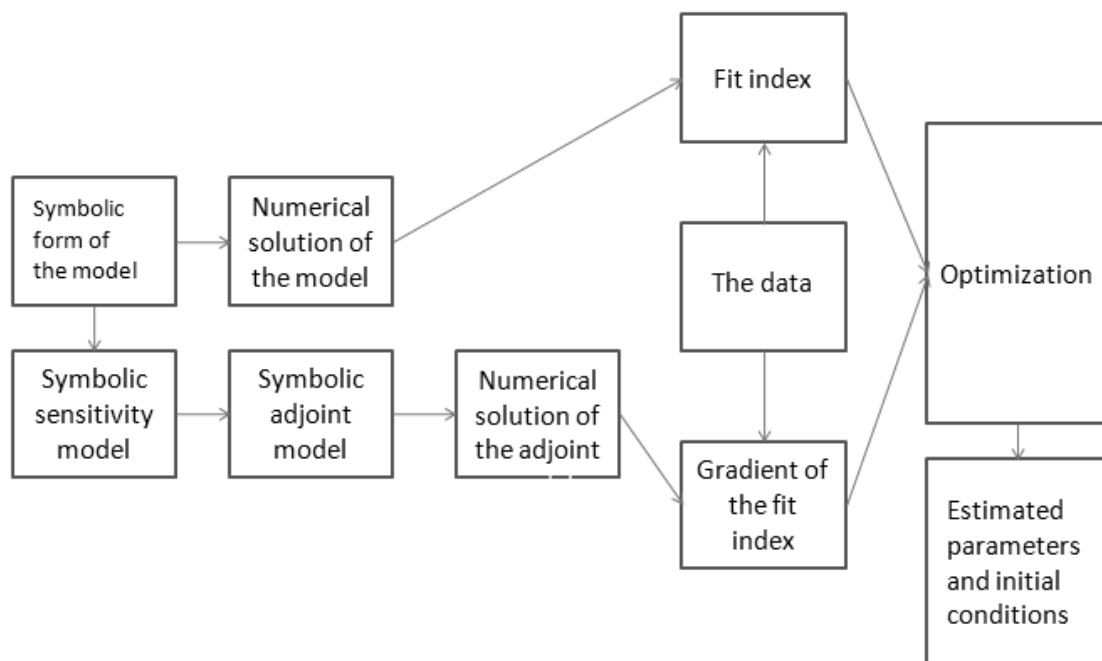 Fit index
Symbolic
form of
the model
Numerical
solution of
the model
The data
Optimization
Symbolic
sensitivity
model
Symbolic
adjoint
model
Numerical
solution of
the adjoint
Gradient of
the fit
index
Estimated
parameters
and initial
conditions